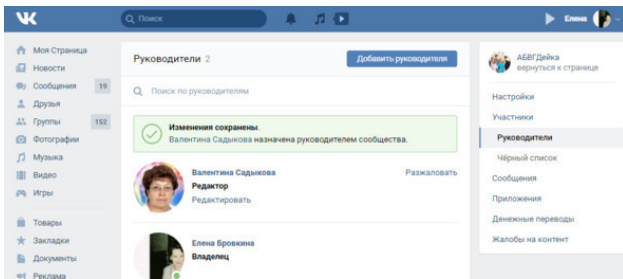 Поиск
Елена
Моя Страница
Новости
Сообщения 19
Друзья
Группы 152
Фотографии
Музыка
Видео
Игры
Товары
Закладки
Документы
Реклама
Руководители 2
Добавить руководителя
Поиск по руководителям
Изменения сохранены.
Валентина Садыкова назначена руководителем сообщества.
Валентина Садыкова
Разжаловать
Редактор
Редактировать
Елена Бровкина
Владелец
АБВГДейка
вернуться к странице
Настройки
Участники
Руководители
Чёрный список
Сообщения
Приложения
Денежные переводы
Жалобы на контент